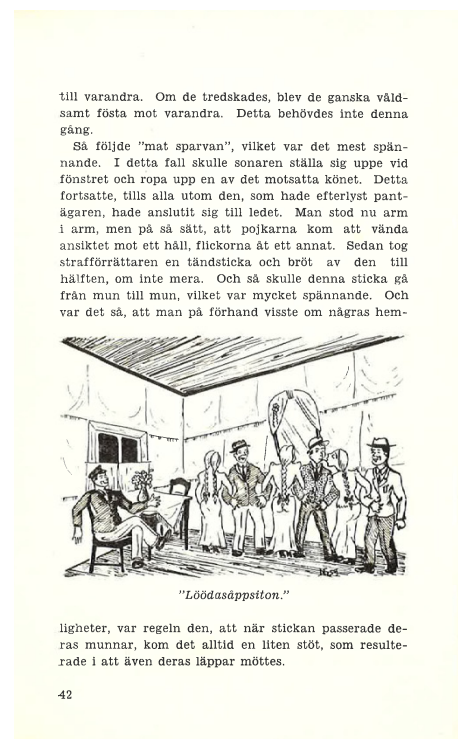 till varandra. Om de tredskades, blev de ganska våld-
samt fösta mot varandra. Detta behövdes inte denna
gång.
Så följde ”mat sparvan”, vilket var det mest spän-
nande. I detta fall skulle sonaren ställa sig uppe vid
fönstret och ropa upp en av det motsatta könet. Detta
fortsatte, tills alla utom den, som hade efterlyst pant-
ägaren, hade anslutit sig till ledet. Man stod nu arm
i arm, men på så sätt, att pojkarna kom att vända
ansiktet mot ett håll, flickorna åt ett annat. Sedan tog
strafförrättaren en tändsticka och bröt av den till
hälften, om inte mera. Och så skulle denna sticka gå
från mun till mun, vilket var mycket spännande. Och
var det så, att man på förhand visste om några hem-
”Löödasåppsiton.”
ligheter, var regeln den, att när stickan passerade de-
ras munnar, kom det alltid en liten stöt, som resulte-
rade i att även deras läppar möttes.
42